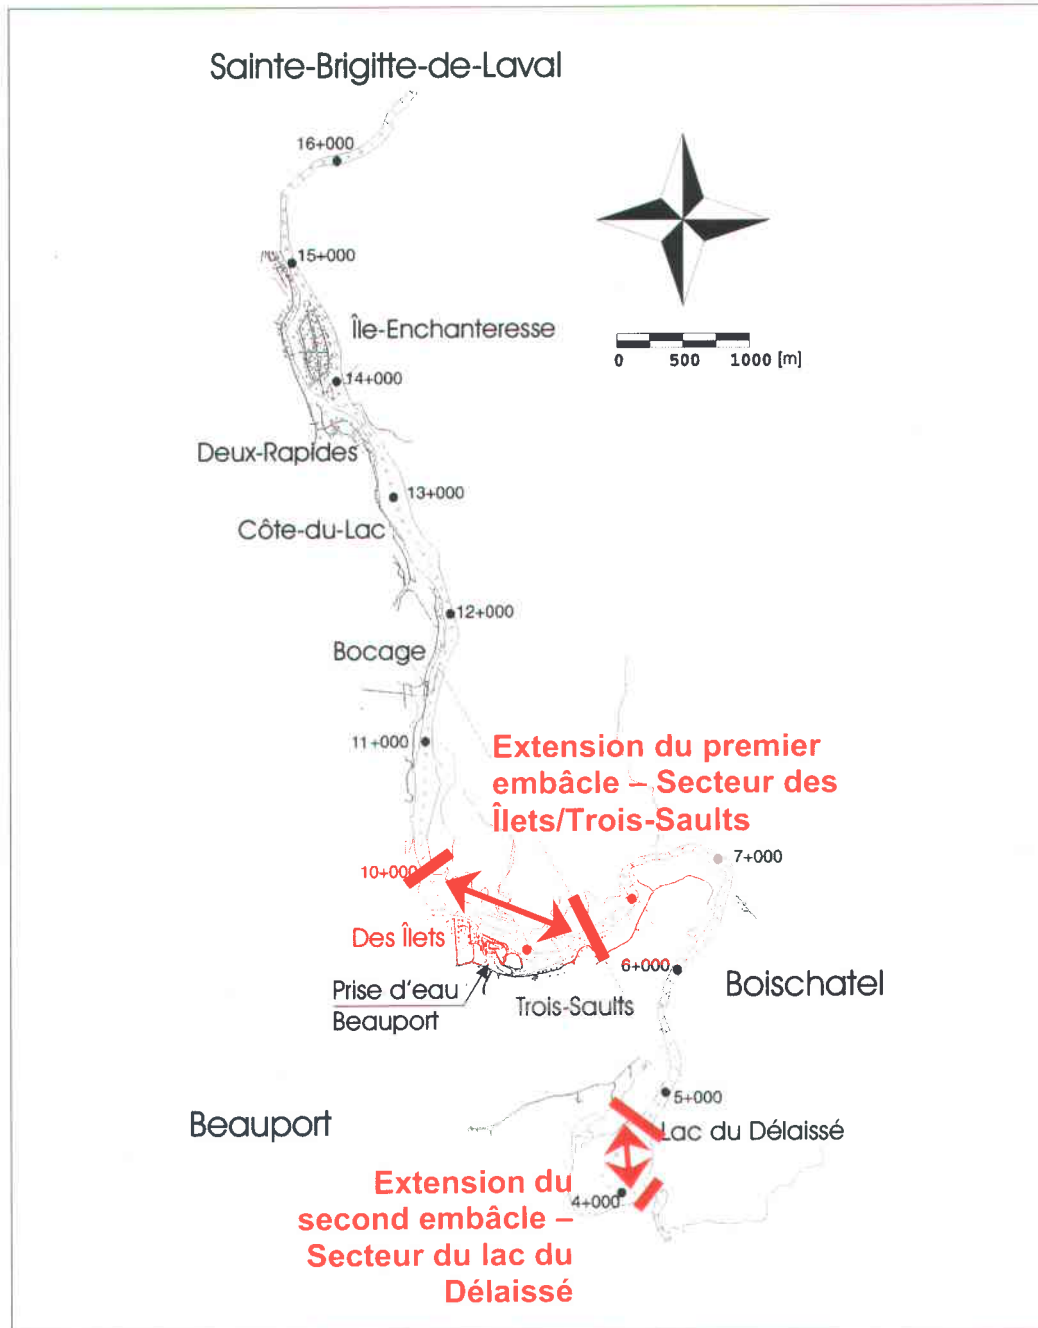 Sainte-Brigitte-de-Laval
16+000
15+000
Île-Enchanteresse
0 500 1000 [m]
14+000
Deux-Rapides
13+000
Côte-du-Lac
12+000
Bocage
11+000
Extension du premier
embâcle – Secteur des
Îlets/Trois-Saults
7+000
10+000
Des Îlets
6+000
Boischatel
Prise d'eau
Beauport
Trois-Saults
5+000
Beauport
Lac du Délaissé
Extension du
second embâcle –
Secteur du lac du
Délaissé
4+000